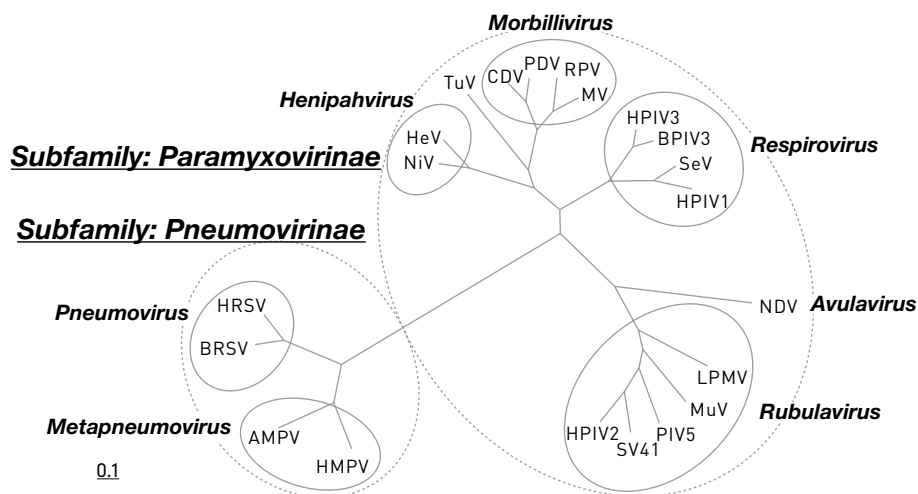 Morbillivirus
PDV
RPV
CDV
TuV
MV
Henipahvirus
HPIV3
HeV
BPIV3
Respirovirus
Subfamily: Paramyxovirinae
NiV
SeV
HPIV1
Subfamily: Pneumovirinae
HRSV
Pneumovirus
NDV
Avulavirus
BRSV
LPMV
MuV
Rubulavirus
Metapneumovirus
AMPV
HPIV2
PIV5
SV41
HMPV
0.1